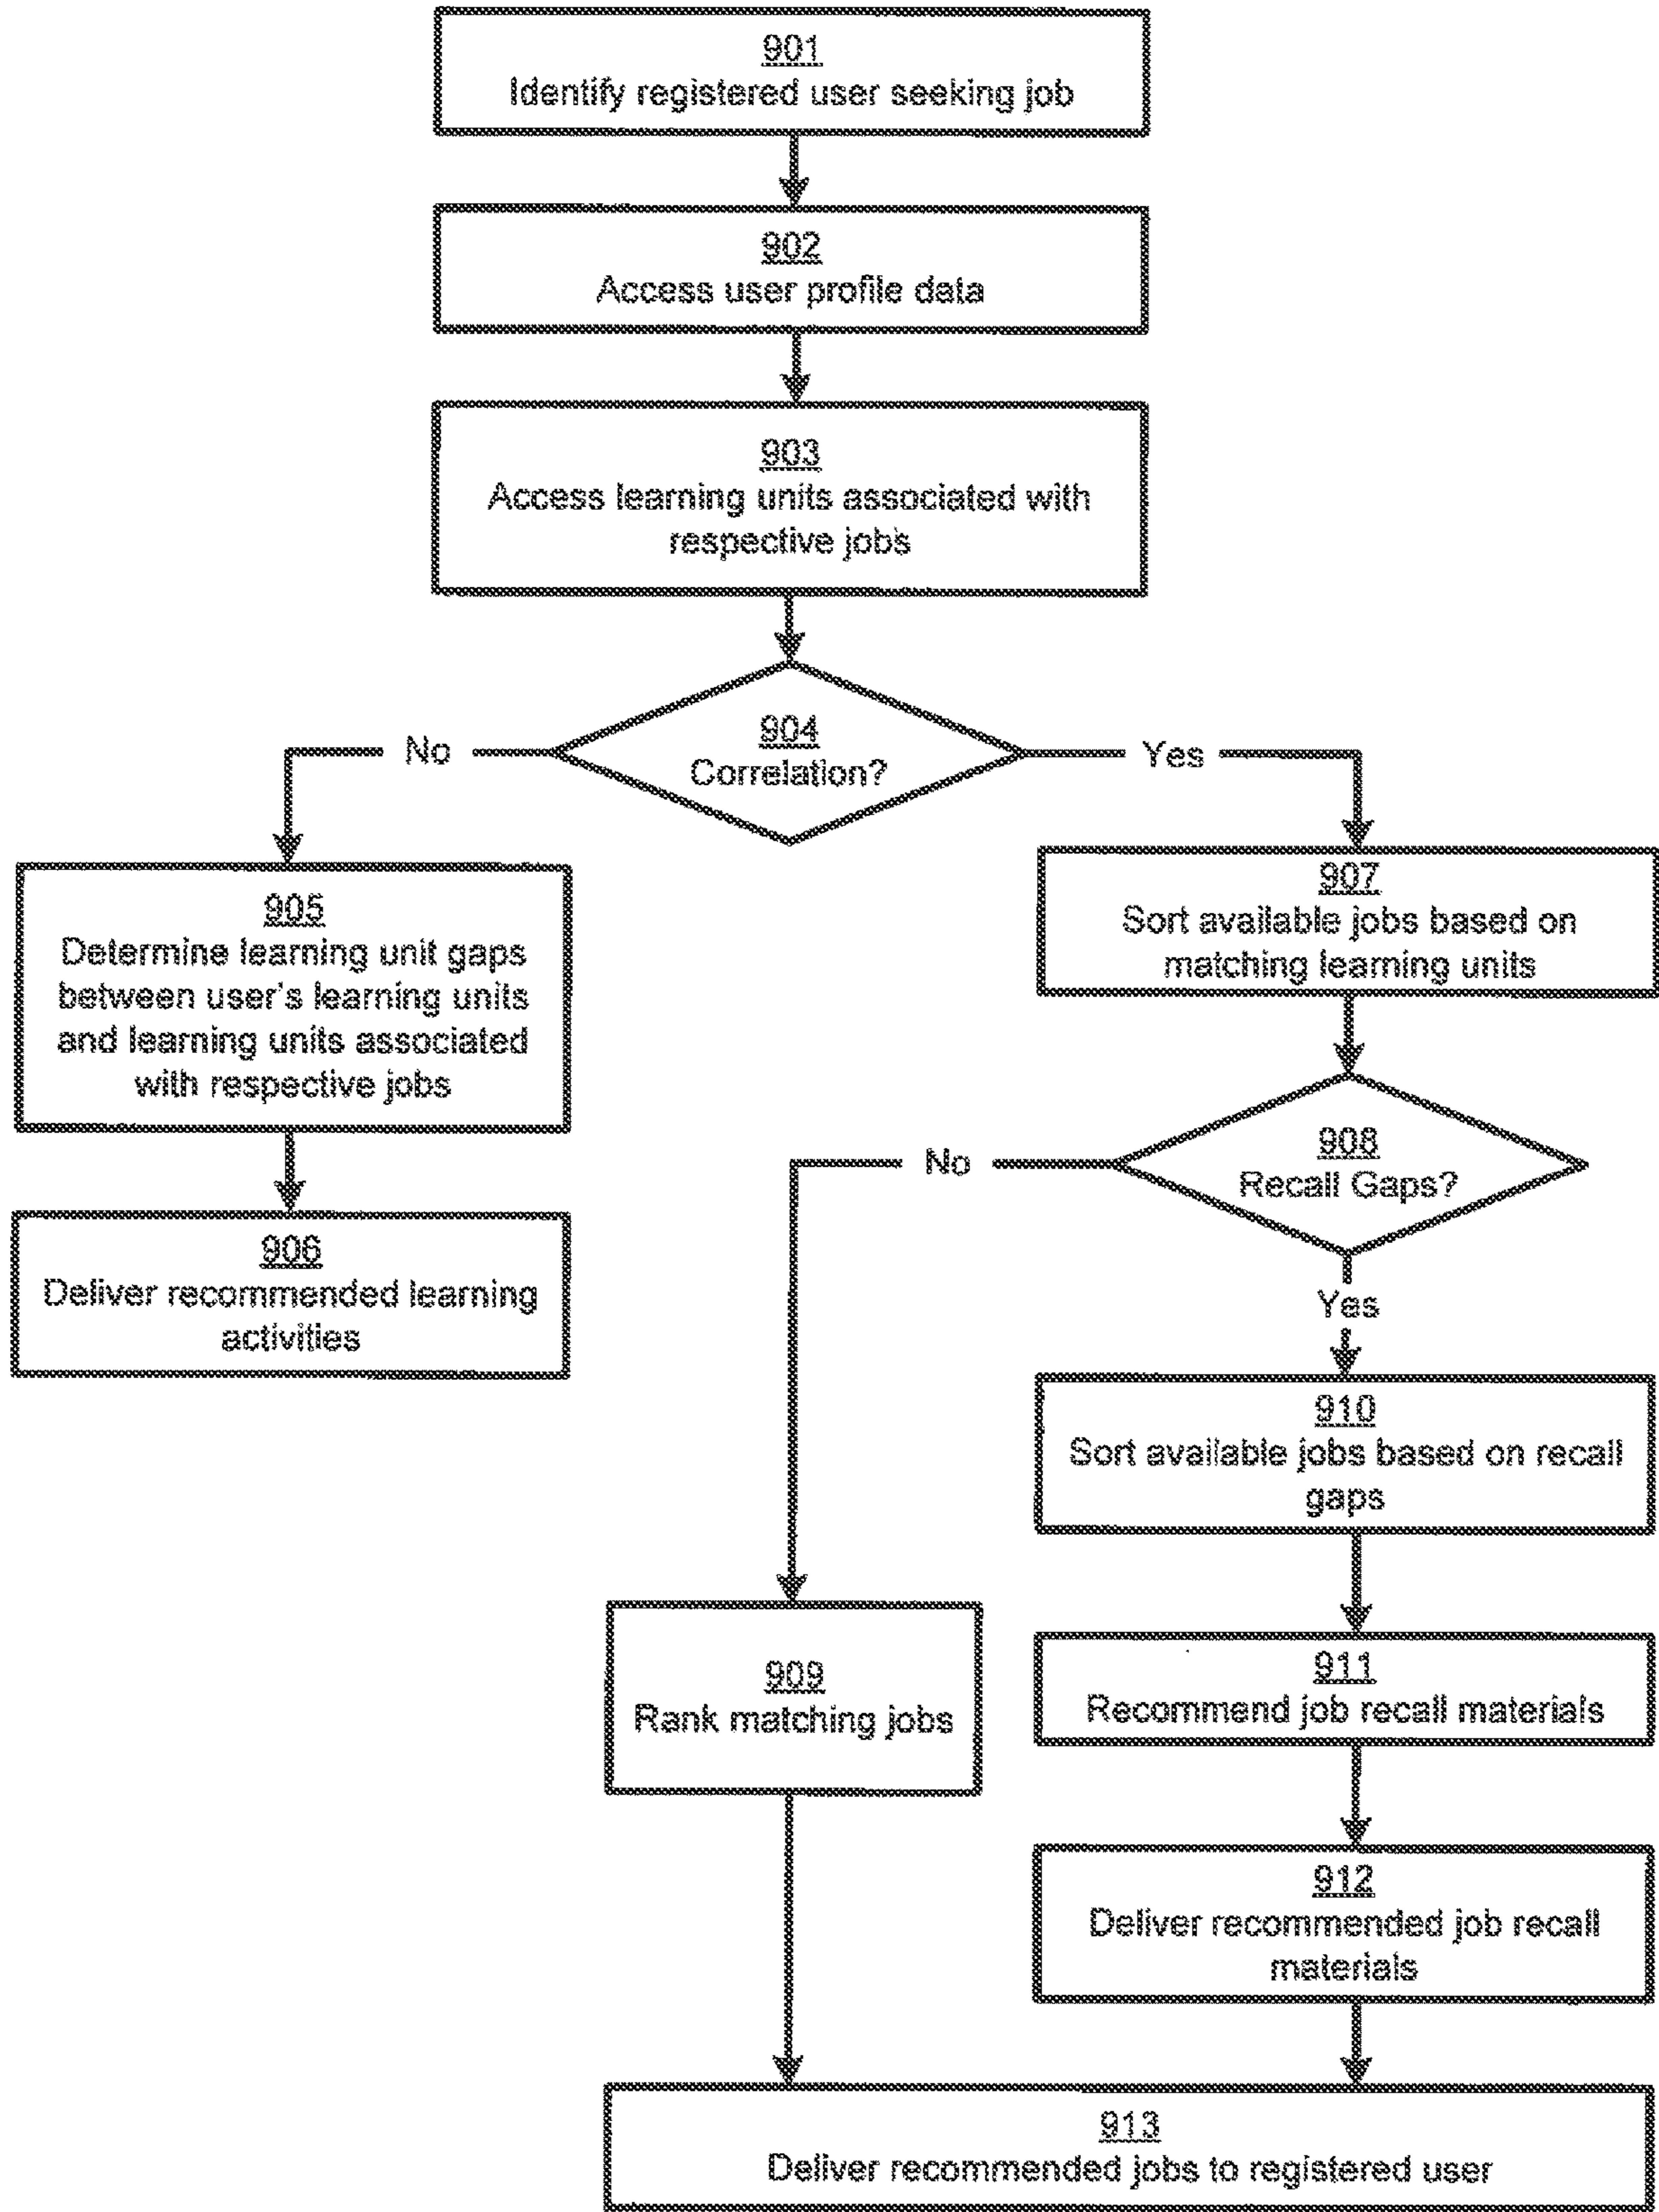 901
Identify registered user seeking job
902
Access user profile data
903
Access learning units associated with
respective jobs
904
Correlation?
No
Yes
905
Determine learning unit gaps
between user's learning units
and learning units associated
with respective jobs
906
Deliver recommended learning
activities
907
Sort available jobs based on
matching learning units
908
Recall Gaps?
No
Yes
909
Rank matching jobs
910
Sort available jobs based on recall
gaps
911
Recommend job recall materials
912
Deliver recommended job recall
materials
913
Deliver recommended jobs to registered user